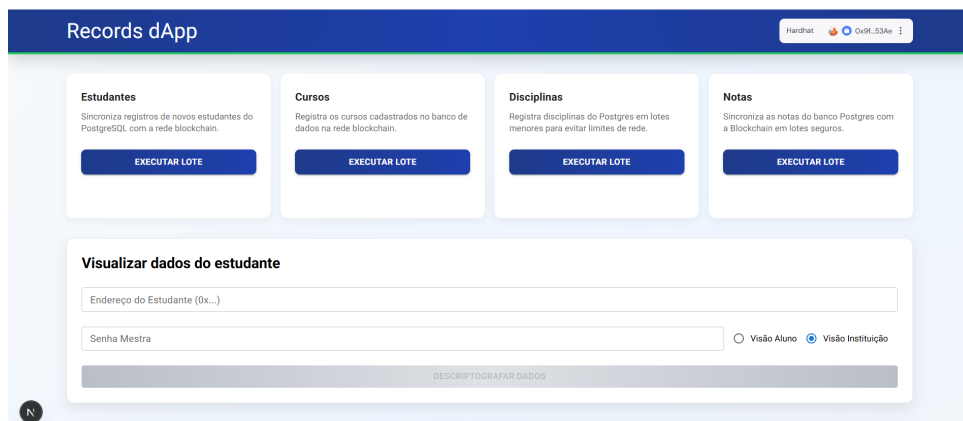 Records dApp
Hardhat 0x9f...53Ae
Estudantes
Sincroniza registros de novos estudantes do
PostgreSQL com a rede blockchain.
EXECUTAR LOTE
Cursos
Registra os cursos cadastrados no banco de
dados na rede blockchain.
EXECUTAR LOTE
Disciplinas
Registra disciplinas do Postgres em lotes
menores para evitar limites de rede.
EXECUTAR LOTE
Notas
Sincroniza as notas do banco Postgres com
a Blockchain em lotes seguros.
EXECUTAR LOTE
Visualizar dados do estudante
Endereço do Estudante (0x...)
Senha Mestra
Visão Aluno
Visão Instituição
DESCRIPTOGRAFAR DADOS
N